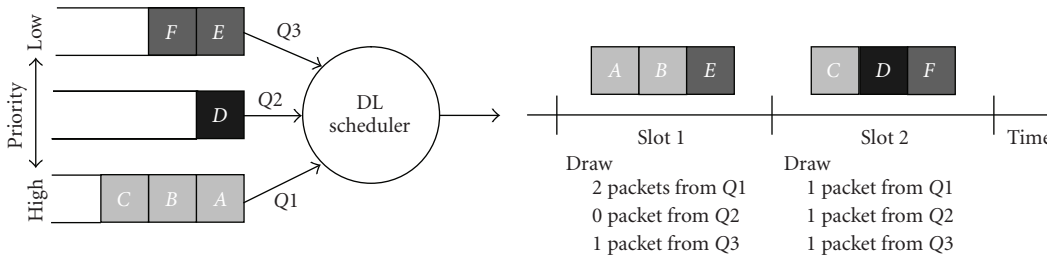 Low
Priority
High
F E
Q3
D
Q2
C B A
Q1
DL
scheduler
A B E
C D F
Slot 1
Slot 2
Time
Draw
2 packets from Q1
0 packet from Q2
1 packet from Q3
Draw
1 packet from Q1
1 packet from Q2
1 packet from Q3